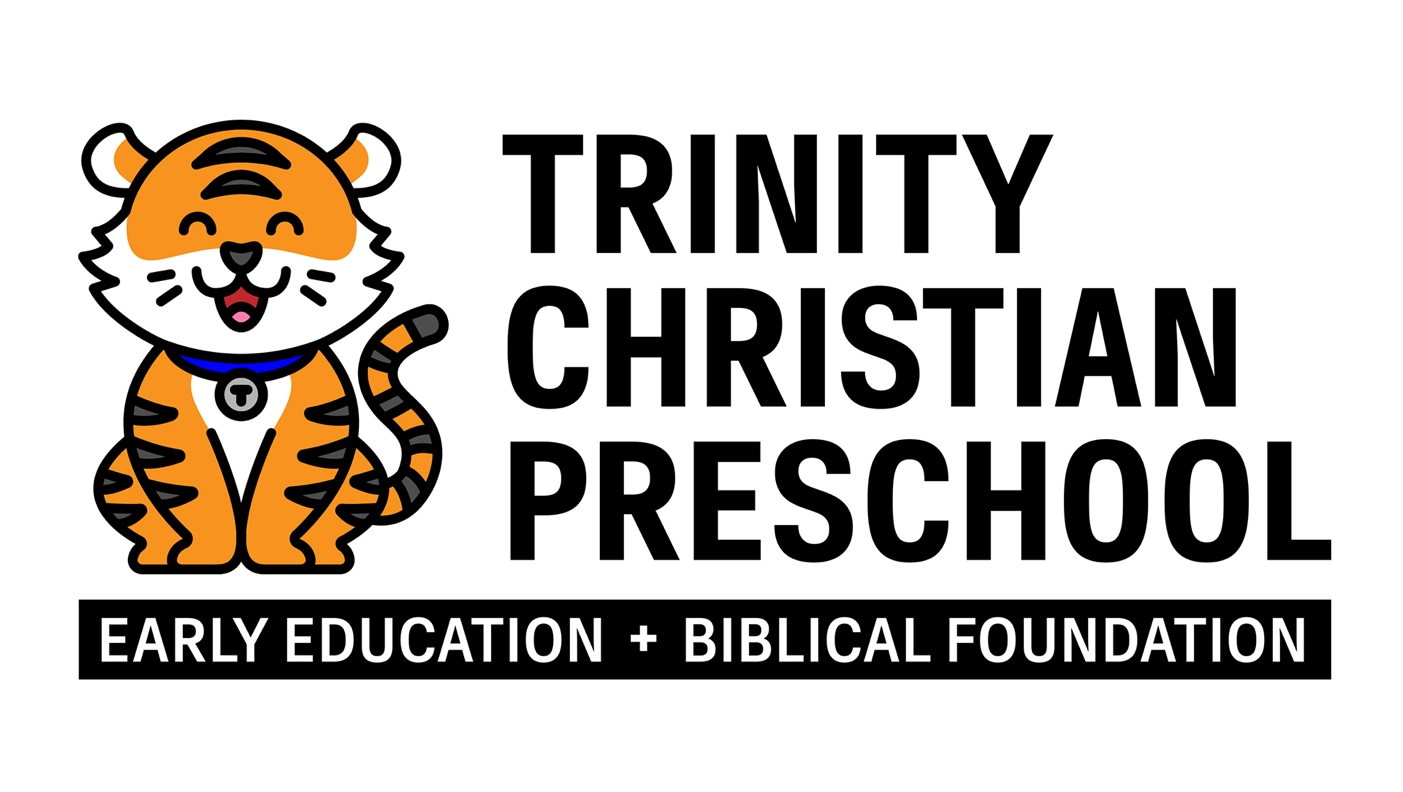 TRINITY
CHRISTIAN
PRESCHOOL
T
EARLY EDUCATION + BIBLICAL FOUNDATION